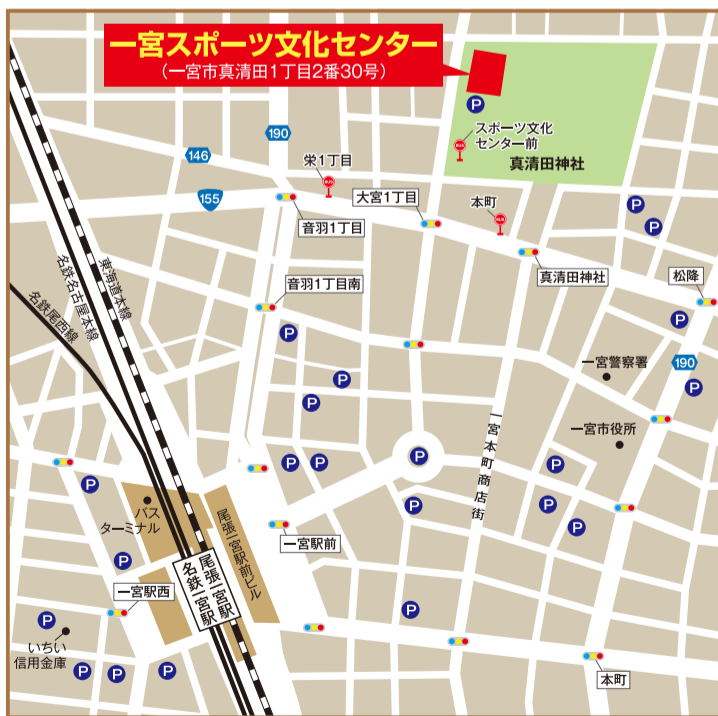 一宮スポーツ文化センター
（一宮市真清田1丁目2番30号）
P
スポーツ文化
センター前
真清田神社
190
146
155
栄1丁目
BUS
大宮1丁目
本町
音羽1丁目
真清田神社
松降
P
P
P
音羽1丁目南
東海道本線
名鉄名古屋本線
名鉄尾西線
P
P
P
一宮警察署
190
P
一宮市役所
一宮本町商店街
P
P
P
P
P
P
P
P
P
バス
ターミナル
尾張一宮駅前ビル
一宮駅前
P
尾張一宮駅
名鉄一宮駅
一宮駅西
P
P
いちい
信用金庫
P
P
P
本町